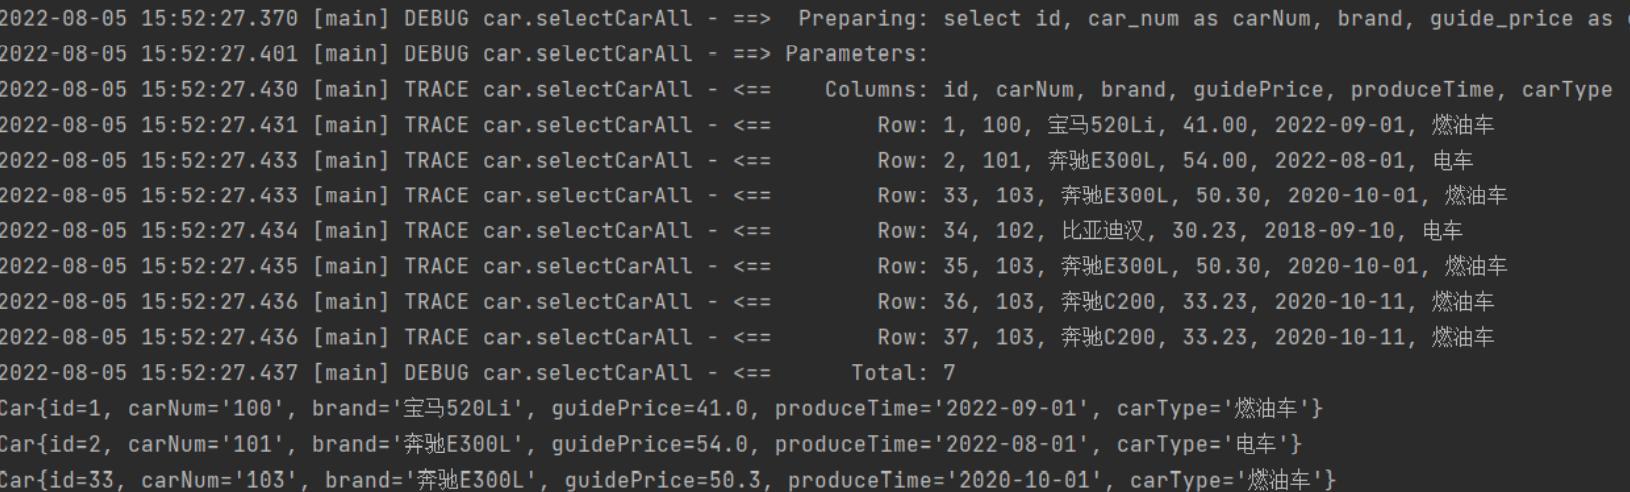 2022-08-05 15:52:27.370 [main] DEBUG car.selectCarAll - ==>  Preparing: select id, car_num as carNum, brand, guide_price as
2022-08-05 15:52:27.401 [main] DEBUG car.selectCarAll - ==> Parameters:
2022-08-05 15:52:27.430 [main] TRACE car.selectCarAll - <==    Columns: id, carNum, brand, guidePrice, produceTime, carType
2022-08-05 15:52:27.431 [main] TRACE car.selectCarAll - <==        Row: 1, 100, 宝马520Li, 41.00, 2022-09-01, 燃油车
2022-08-05 15:52:27.433 [main] TRACE car.selectCarAll - <==        Row: 2, 101, 奔驰E300L, 54.00, 2022-08-01, 电车
2022-08-05 15:52:27.433 [main] TRACE car.selectCarAll - <==        Row: 33, 103, 奔驰E300L, 50.30, 2020-10-01, 燃油车
2022-08-05 15:52:27.434 [main] TRACE car.selectCarAll - <==        Row: 34, 102, 比亚迪汉, 30.23, 2018-09-10, 电车
2022-08-05 15:52:27.435 [main] TRACE car.selectCarAll - <==        Row: 35, 103, 奔驰E300L, 50.30, 2020-10-01, 燃油车
2022-08-05 15:52:27.436 [main] TRACE car.selectCarAll - <==        Row: 36, 103, 奔驰C200, 33.23, 2020-10-11, 燃油车
2022-08-05 15:52:27.436 [main] TRACE car.selectCarAll - <==        Row: 37, 103, 奔驰C200, 33.23, 2020-10-11, 燃油车
2022-08-05 15:52:27.437 [main] DEBUG car.selectCarAll - <==      Total: 7
Car{id=1, carNum='100', brand='宝马520Li', guidePrice=41.0, produceTime='2022-09-01', carType='燃油车'}
Car{id=2, carNum='101', brand='奔驰E300L', guidePrice=54.0, produceTime='2022-08-01', carType='电车'}
Car{id=33, carNum='103', brand='奔驰E300L', guidePrice=50.3, produceTime='2020-10-01', carType='燃油车'}